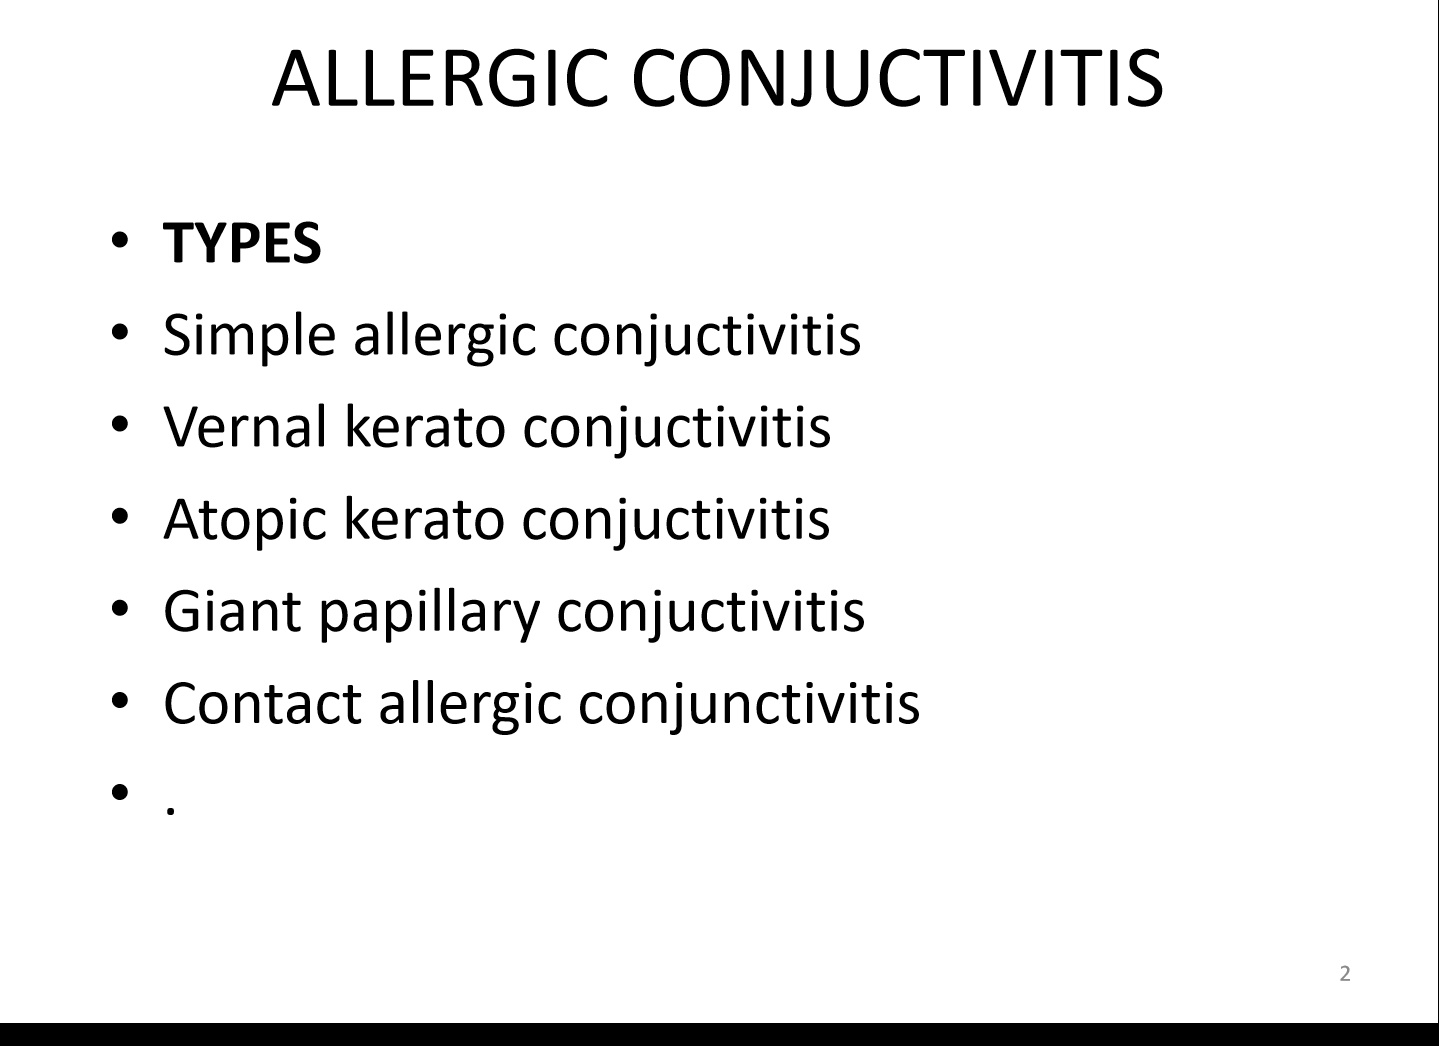 ALLERGIC CONJUCTIVITIS
• TYPES
• Simple allergic conjuctivitis
• Vernal kerato conjuctivitis
• Atopic kerato conjuctivitis
• Giant papillary conjuctivitis
• Contact allergic conjunctivitis
• .
2